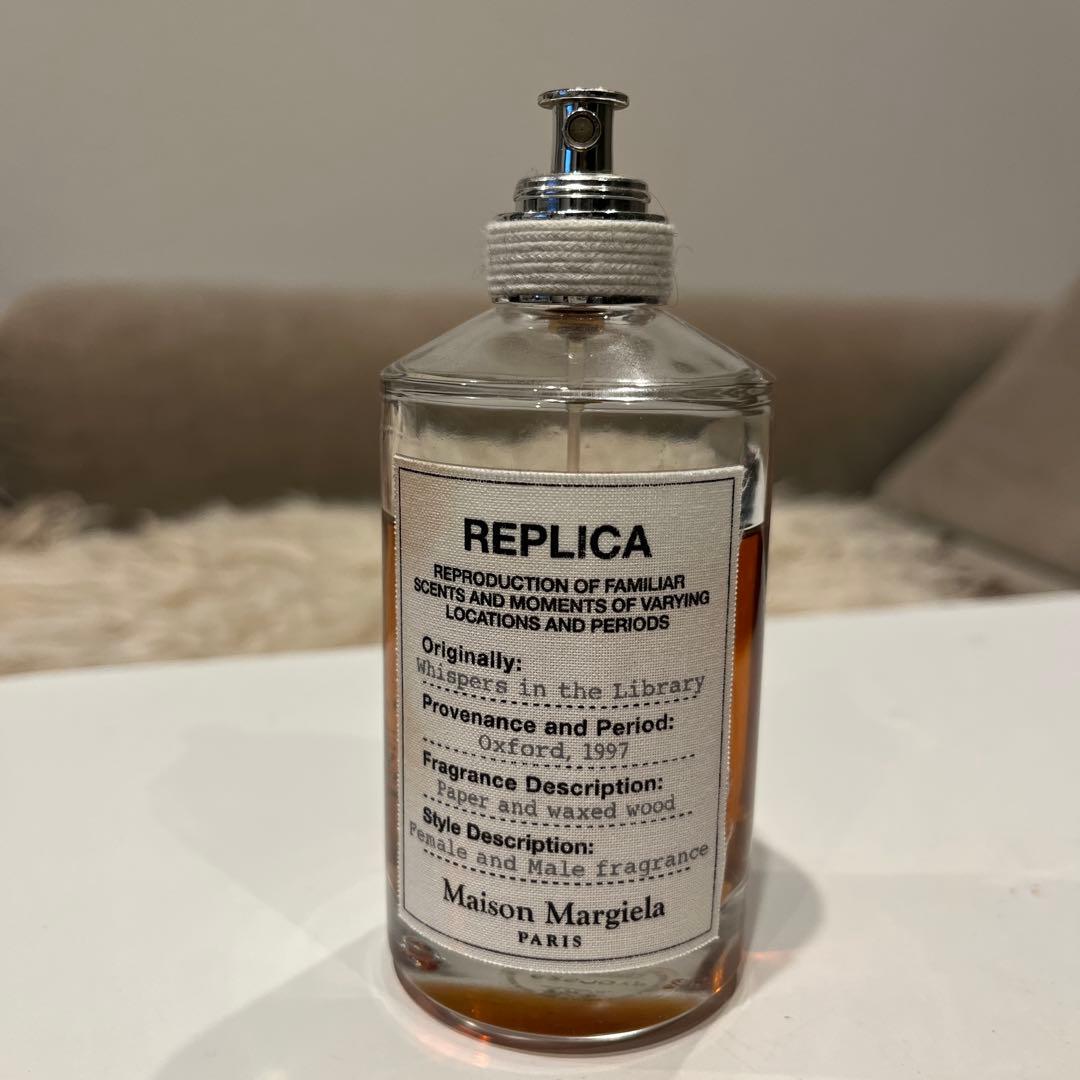 REPLICA
REPRODUCTION OF FAMILIAR
SCENTS AND MOMENTS OF VARYING
LOCATIONS AND PERIODS
Originally:
Whispers in the Library
Provenance and Period:
Oxford, 1997
Fragrance Description:
Paper and waxed wood
Style Description:
Female and Male fragrance
Maison Margiela
PARIS